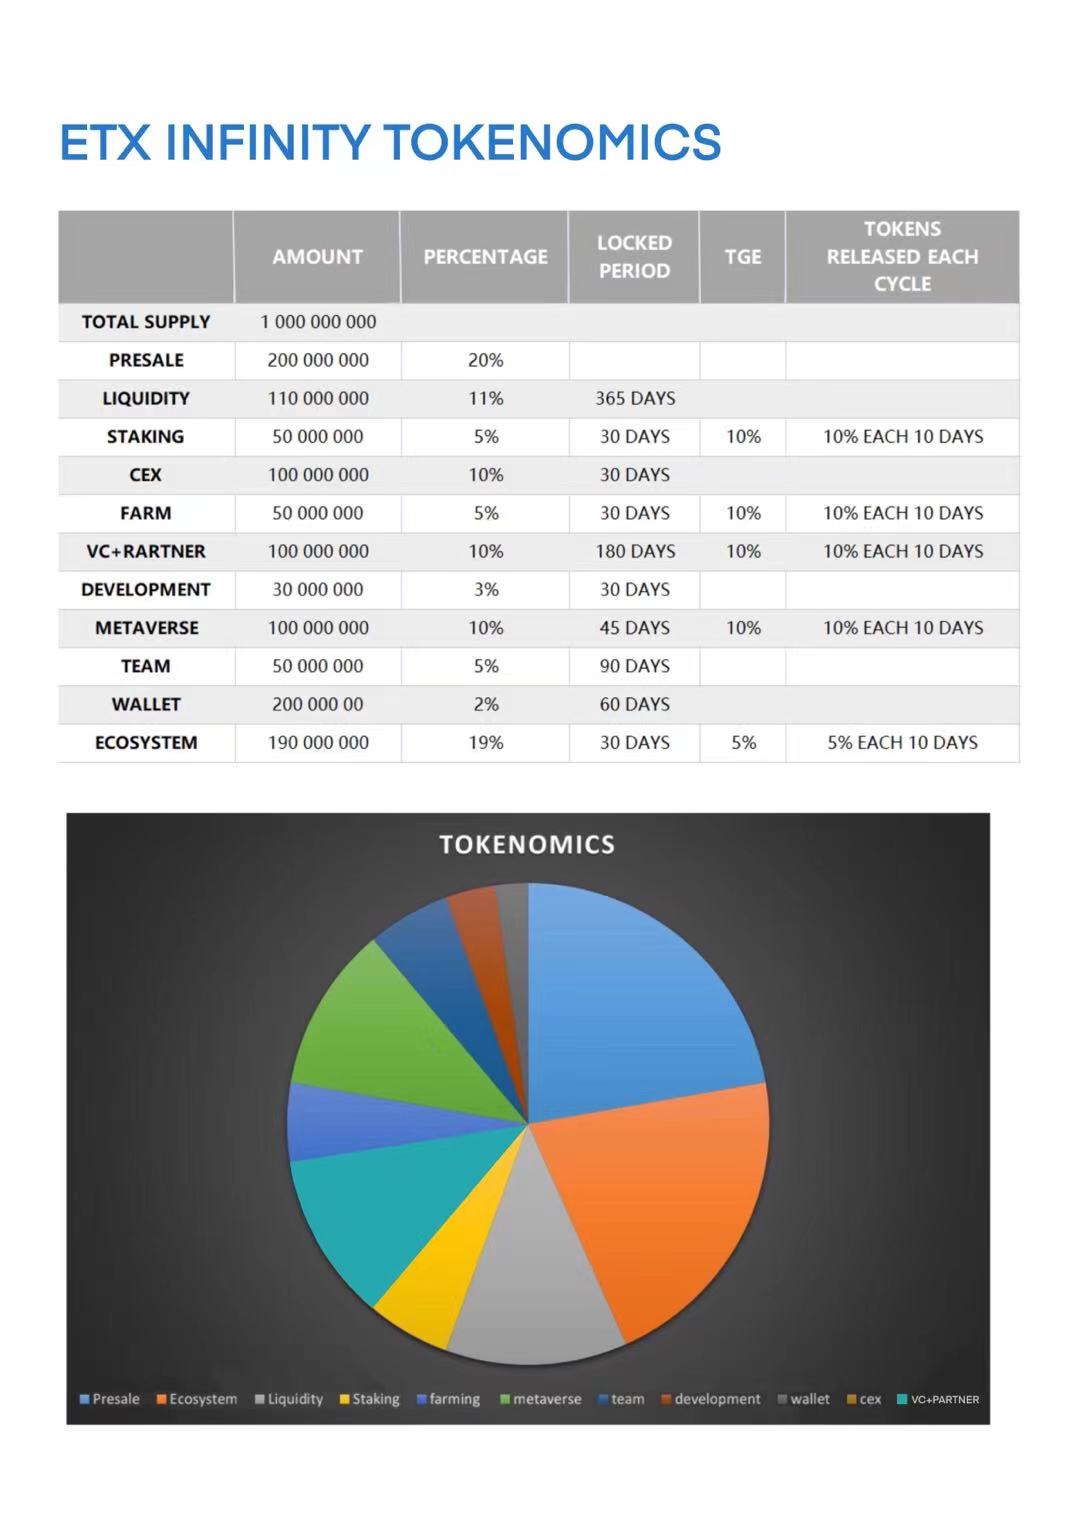 ETX INFINITY TOKENOMICS
AMOUNT PERCENTAGE LOCKED PERIOD TGE TOKENS RELEASED EACH CYCLE
TOTAL SUPPLY 1 000 000 000
PRESALE 200 000 000 20%
LIQUIDITY 110 000 000 11% 365 DAYS
STAKING 50 000 000 5% 30 DAYS 10% 10% EACH 10 DAYS
CEX 100 000 000 10% 30 DAYS
FARM 50 000 000 5% 30 DAYS 10% 10% EACH 10 DAYS
VC+RARTNER 100 000 000 10% 180 DAYS 10% 10% EACH 10 DAYS
DEVELOPMENT 30 000 000 3% 30 DAYS
METAVERSE 100 000 000 10% 45 DAYS 10% 10% EACH 10 DAYS
TEAM 50 000 000 5% 90 DAYS
WALLET 200 000 00 2% 60 DAYS
ECOSYSTEM 190 000 000 19% 30 DAYS 5% 5% EACH 10 DAYS
TOKENOMICS
Presale Ecosystem Liquidity Staking farming metaverse team development wallet cex VC+PARTNER